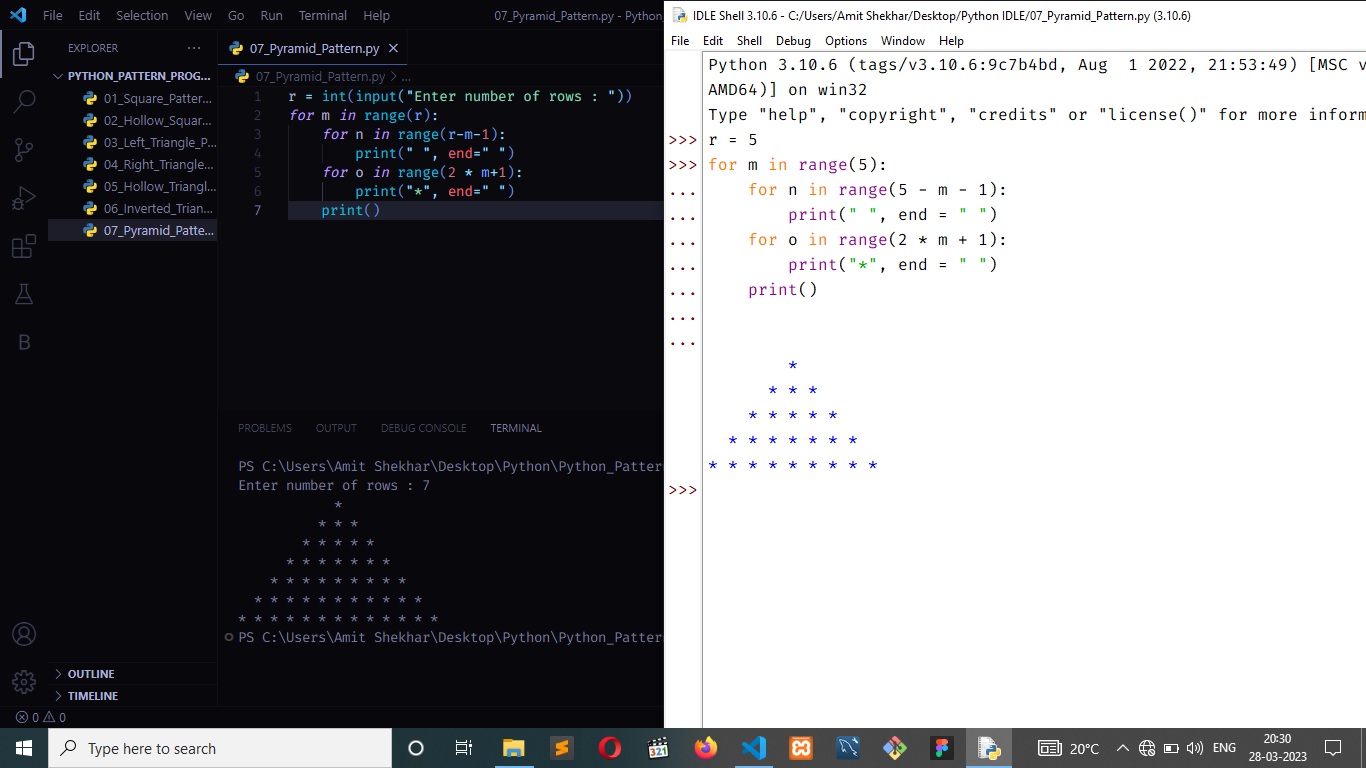 File Edit Selection View Go Run Terminal Help 07_Pyramid_Pattern.py - Python
EXPLORER ...
PYTHON_PATTERN_PROG...
01_Square_Patter...
02_Hollow_Squar...
03_Left_Triangle_P...
04_Right_Triangle...
05_Hollow_Triangl...
06_Inverted_Trian...
07_Pyramid_Patte...
OUTLINE
TIMELINE
07_Pyramid_Pattern.py
07_Pyramid_Pattern.py > ...
1 r = int(input("Enter number of rows : "))
2 for m in range(r):
3     for n in range(r-m-1):
4         print(" ", end=" ")
5     for o in range(2 * m+1):
6         print("*", end=" ")
7     print()
PROBLEMS OUTPUT DEBUG CONSOLE TERMINAL
PS C:\Users\Amit Shekhar\Desktop\Python\Python_Patter
Enter number of rows : 7
            *
          * * *
        * * * * *
      * * * * * * *
    * * * * * * * * *
  * * * * * * * * * * *
* * * * * * * * * * * * *
PS C:\Users\Amit Shekhar\Desktop\Python\Python_Patter
0 0
IDLE Shell 3.10.6 - C:/Users/Amit Shekhar/Desktop/Python IDLE/07_Pyramid_Pattern.py (3.10.6)
File Edit Shell Debug Options Window Help
Python 3.10.6 (tags/v3.10.6:9c7b4bd, Aug  1 2022, 21:53:49) [MSC v
AMD64)] on win32
Type "help", "copyright", "credits" or "license()" for more inform
>>> r = 5
>>> for m in range(5):
...     for n in range(5 - m - 1):
...         print(" ", end = " ")
...     for o in range(2 * m + 1):
...         print("*", end = " ")
...     print()
...
...
        *
      * * *
    * * * * *
  * * * * * * *
* * * * * * * * *
>>>
B
Type here to search
321
20°C
ENG
20:30
28-03-2023